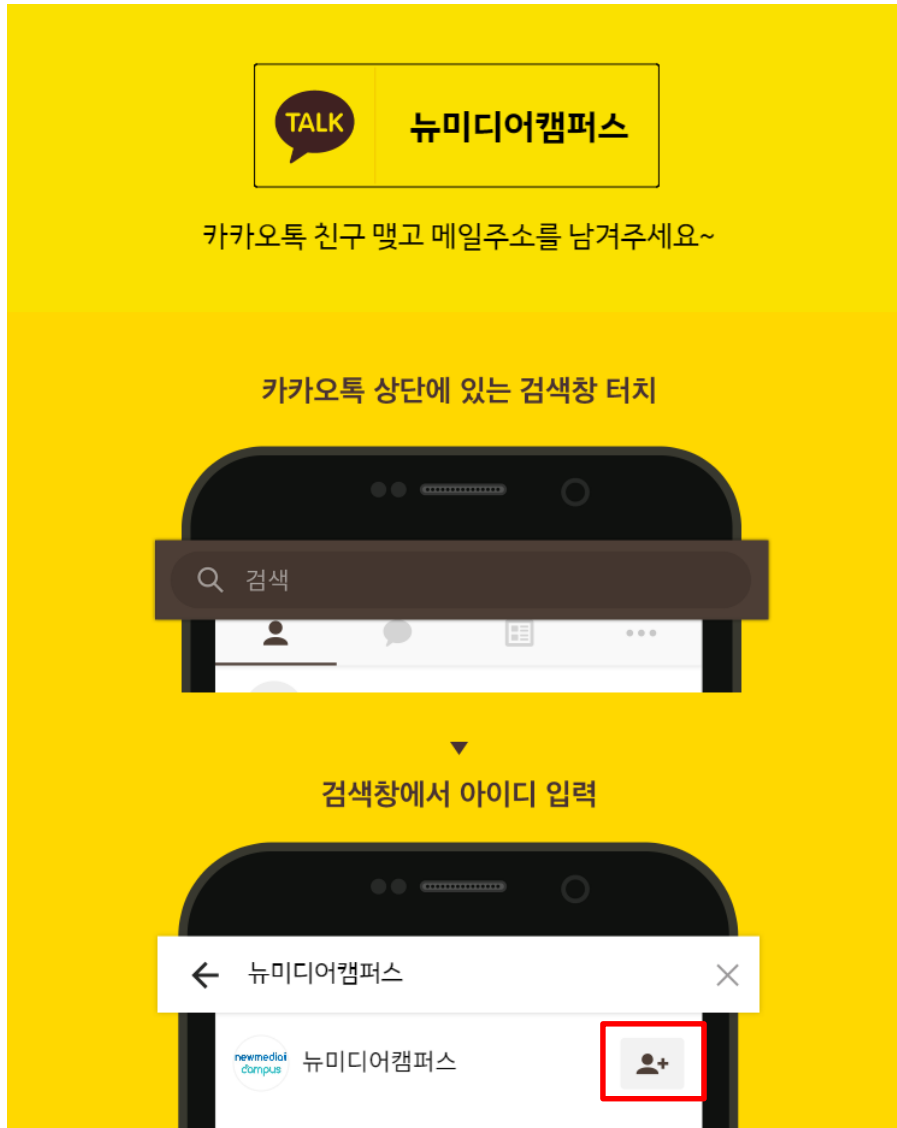 TALK
뉴미디어캠퍼스
카카오톡 친구 맺고 메일주소를 남겨주세요~
카카오톡 상단에 있는 검색창 터치
검색
검색창에서 아이디 입력
뉴미디어캠퍼스
newmedia
campus
뉴미디어캠퍼스